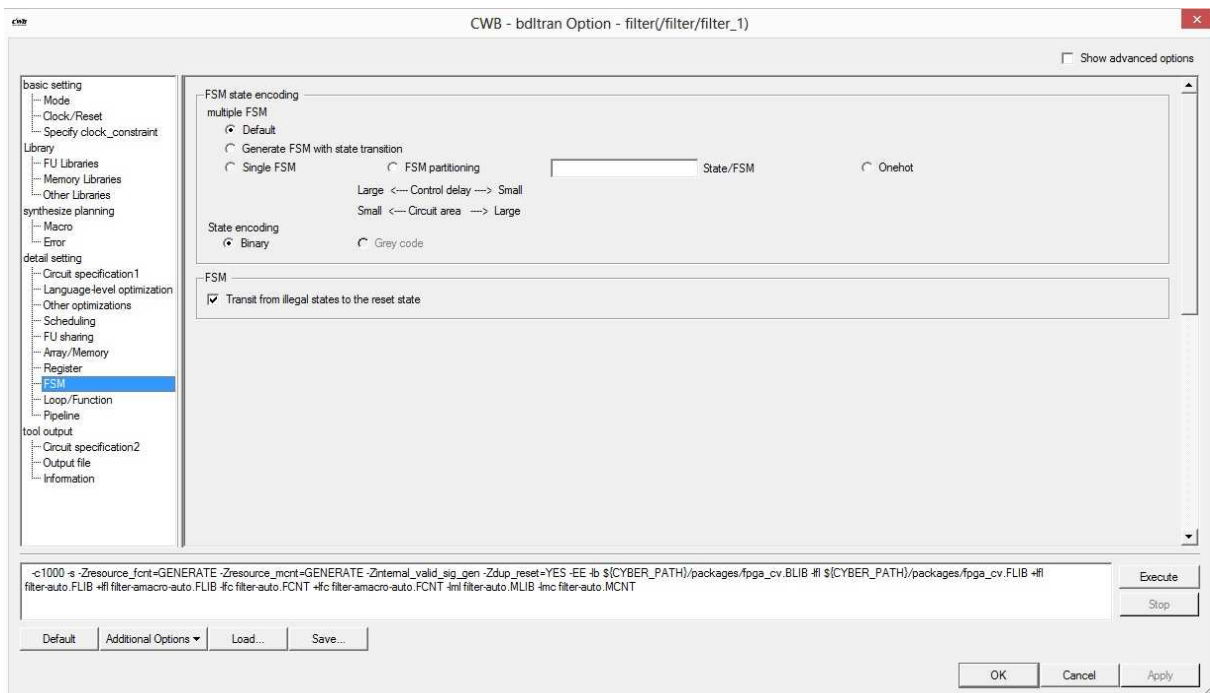 CWB
CWB - bdltran Option - filter(/filter/filter_1)
Show advanced options
basic setting
Mode
Clock/Reset
Specify clock_constraint
Library
FU Libraries
Memory Libraries
Other Libraries
synthesize planning
Macro
Error
detail setting
Circuit specification1
Language-level optimization
Other optimizations
Scheduling
FU sharing
Array/Memory
Register
FSM
Loop/Function
Pipeline
tool output
Circuit specification2
Output file
Information
FSM state encoding
multiple FSM
Default
Generate FSM with state transition
Single FSM FSM partitioning State/FSM Onehot
Large <---- Control delay ----> Small
Small <---- Circuit area ----> Large
State encoding
Binary Grey code
FSM
Transit from illegal states to the reset state
-c1000 -s -Zresource_fcnt=GENERATE -Zresource_mcnt=GENERATE -Zinternal_valid_sig_gen -Zdup_reset=YES -EE -lb ${CYBER_PATH}/packages/fpga_cv.BLIB -lfl ${CYBER_PATH}/packages/fpga_cv.FLIB +lfl
filter-auto.FLIB +lfl filter-amacro-auto.FLIB -lfc filter-auto.FCNT +lfc filter-amacro-auto.FCNT -lml filter-auto.MLIB -lmc filter-auto.MCNT
Execute
Stop
Default Additional Options Load... Save...
OK Cancel Apply